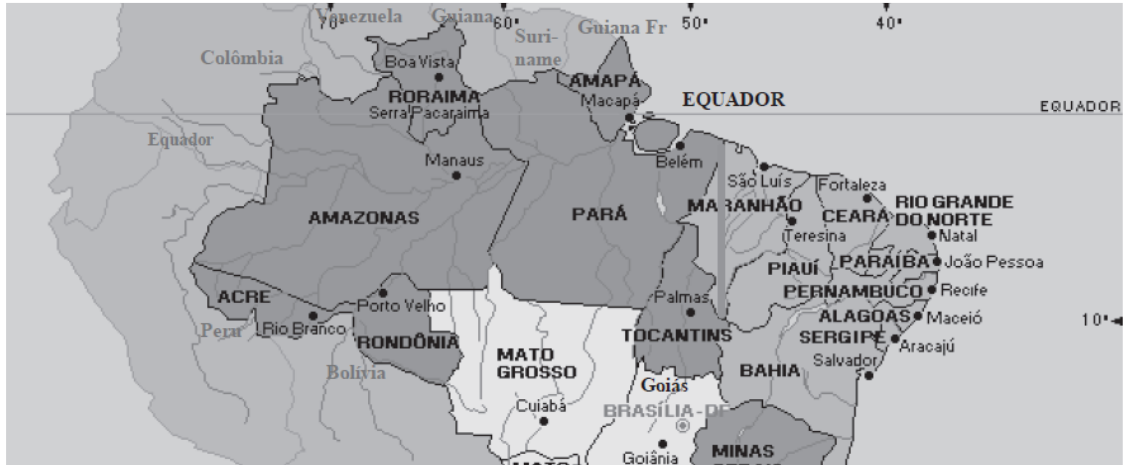 Venezuela
Guiana
70°
60°
Suri-
name
Guiana Fr
50°
40°
Colômbia
Boa Vista
RORAIMA
Serra Pacaraima
AMAPÁ
Macapá
EQUADOR
EQUADOR
Equador
Manaus
Belém
São Luís
Fortaleza
AMAZONAS
PARÁ
MARANHÃO
CEARÁ
RIO GRANDE
DO NORTE
Teresina
Natal
PIAUÍ
PARAÍBA
João Pessoa
ACRE
Porto Velho
Palmas
PERNAMBUCO
Recife
Peru
Rio Branco
RONDÔNIA
TOCANTINS
ALAGOAS
Maceió
10°
SERGIPE
Aracajú
MATO
GROSSO
Bolívia
BAHIA
Salvador
Goiás
Cuiabá
BRASÍLIA-DF
Goiânia
MINAS